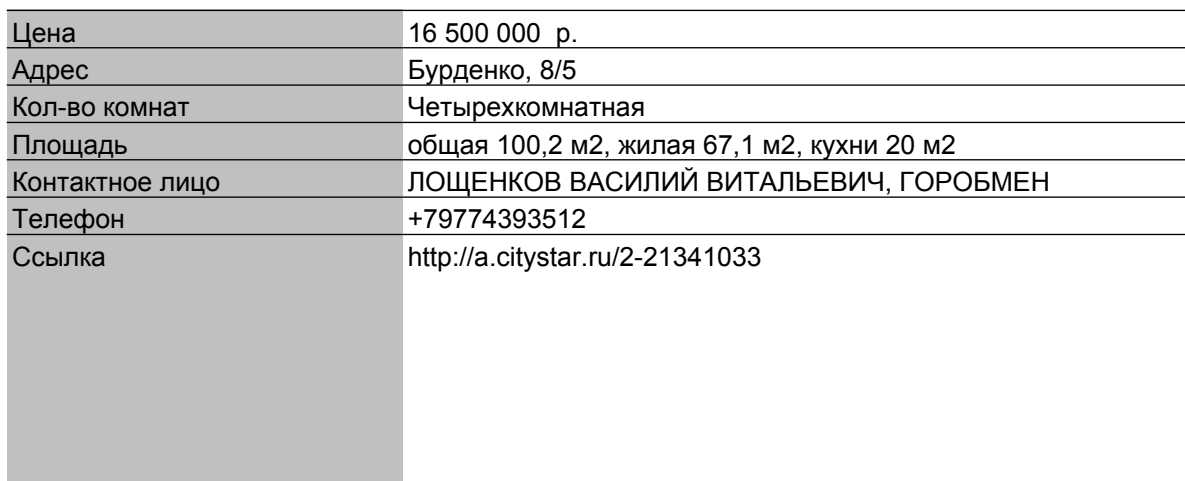 Цена 16 500 000 р.
Адрес Бурденко, 8/5
Кол-во комнат Четырехкомнатная
Площадь общая 100,2 м2, жилая 67,1 м2, кухни 20 м2
Контактное лицо ЛОЩЕНКОВ ВАСИЛИЙ ВИТАЛЬЕВИЧ, ГОРОБМЕН
Телефон +79774393512
Ссылка http://a.citystar.ru/2-21341033